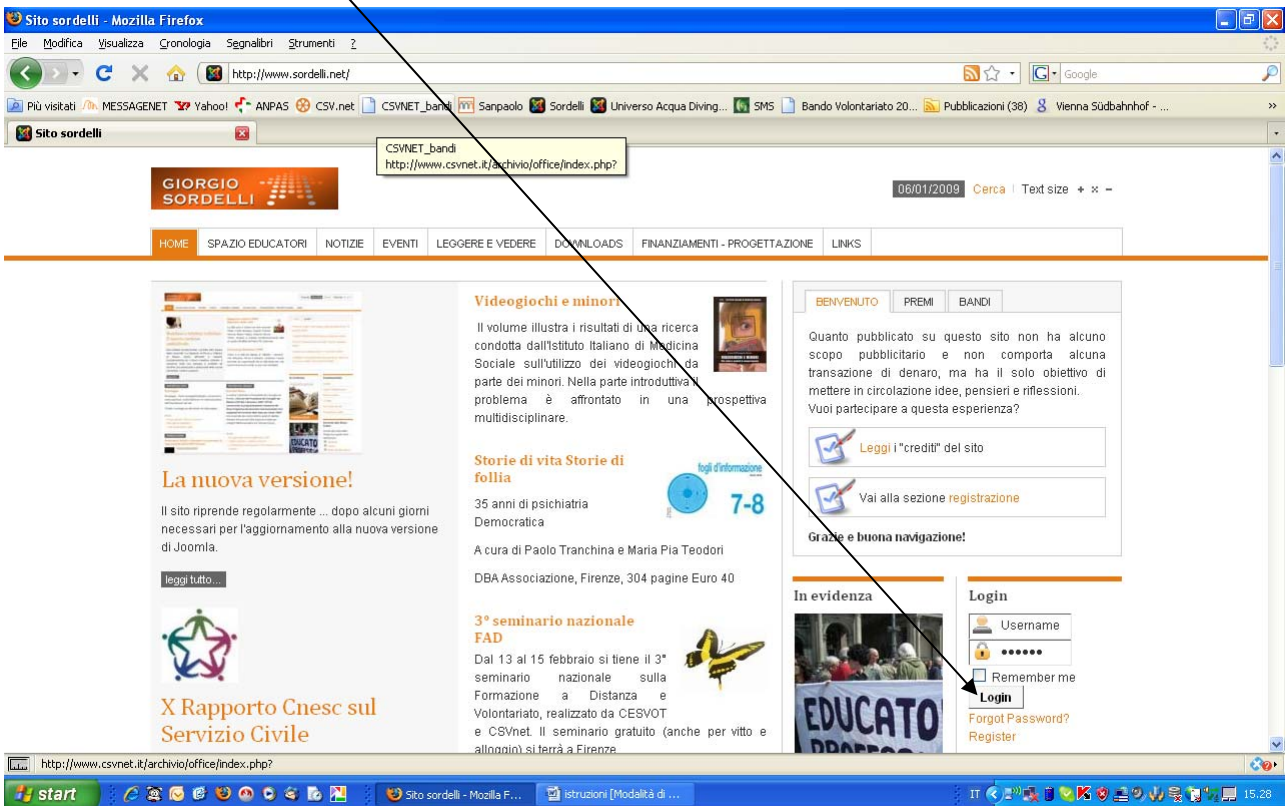 Sito sordelli - Mozilla Firefox
File Modifica Visualizza Cronologia Segnalibri Strumenti ?
http://www.sordelli.net/
G Google
Più visitati MESSAGENET Yahoo! ANPAS CSV.net CSVNET_bandi Sanpaolo Sordelli Universo Acqua Diving... SMS Bando Volontariato 20... Pubblicazioni (38) Vienna Südbahnhof - ... »
Sito sordelli
CSVNET_bandi
http://www.csvnet.it/archivio/office/index.php?
GIORGIO
SORDELLI
06/01/2009 Cerca | Text size + × −
HOME SPAZIO EDUCATORI NOTIZIE EVENTI LEGGERE E VEDERE DOWNLOADS FINANZIAMENTI - PROGETTAZIONE LINKS
La nuova versione!
Il sito riprende regolarmente ... dopo alcuni giorni
necessari per l'aggiornamento alla nuova versione
di Joomla.
leggi tutto...
X Rapporto Cnesc sul
Servizio Civile
Videogiochi e minori
Il volume illustra i risultati di una ricerca
condotta dall'Istituto Italiano di Medicina
Sociale sull'utilizzo dei videogiochi da
parte dei minori. Nella parte introduttiva il
problema è affrontato in una prospettiva
multidisciplinare.
Storie di vita Storie di
follia
fogli d'informazione
7-8
35 anni di psichiatria
Democratica
A cura di Paolo Tranchina e Maria Pia Teodori
DBA Associazione, Firenze, 304 pagine Euro 40
3° seminario nazionale
FAD
Dal 13 al 15 febbraio si tiene il 3°
seminario nazionale sulla
Formazione a Distanza e
Volontariato, realizzato da CESVOT
e CSVnet. Il seminario gratuito (anche per vitto e
alloggio) si terrà a Firenze
BENVENUTO PREMI BANDI
Quanto pubblicato su questo sito non ha alcuno
scopo pubblicitario e non comporta alcuna
transazione di denaro, ma ha il solo obiettivo di
mettere in circolazione idee, pensieri e riflessioni.
Vuoi partecipare a questa esperienza?
Leggi i "crediti" del sito
Vai alla sezione registrazione
Grazie e buona navigazione!
In evidenza
EDUCATO
Login
Username
••••••
Remember me
Login
Forgot Password?
Register
http://www.csvnet.it/archivio/office/index.php?
start
Sito sordelli - Mozilla F...
istruzioni [Modalità di ...
IT
15.28